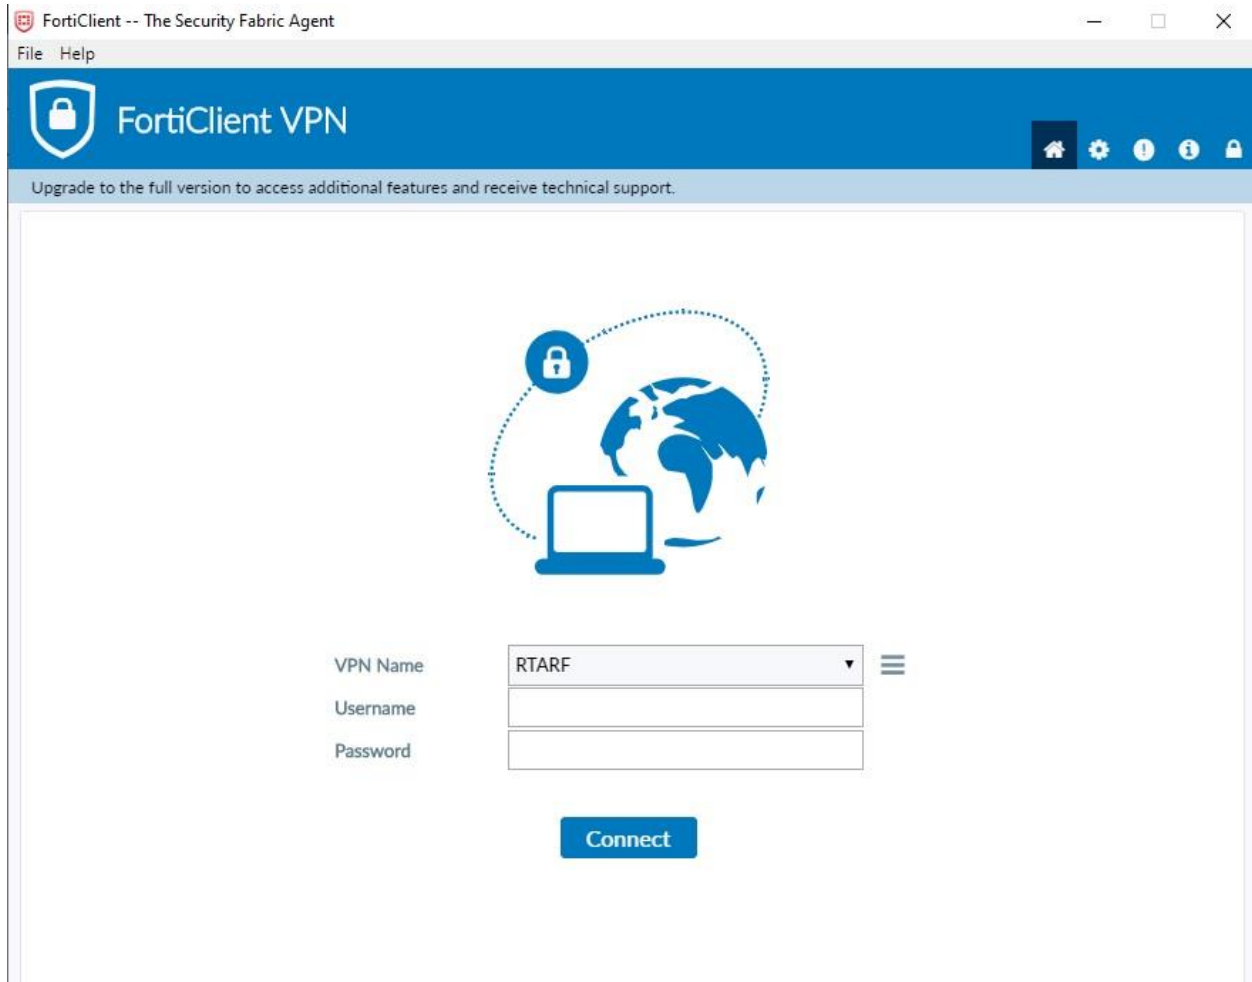 FortiClient -- The Security Fabric Agent
File Help
FortiClient VPN
Upgrade to the full version to access additional features and receive technical support.
VPN Name RTARF
Username
Password
Connect